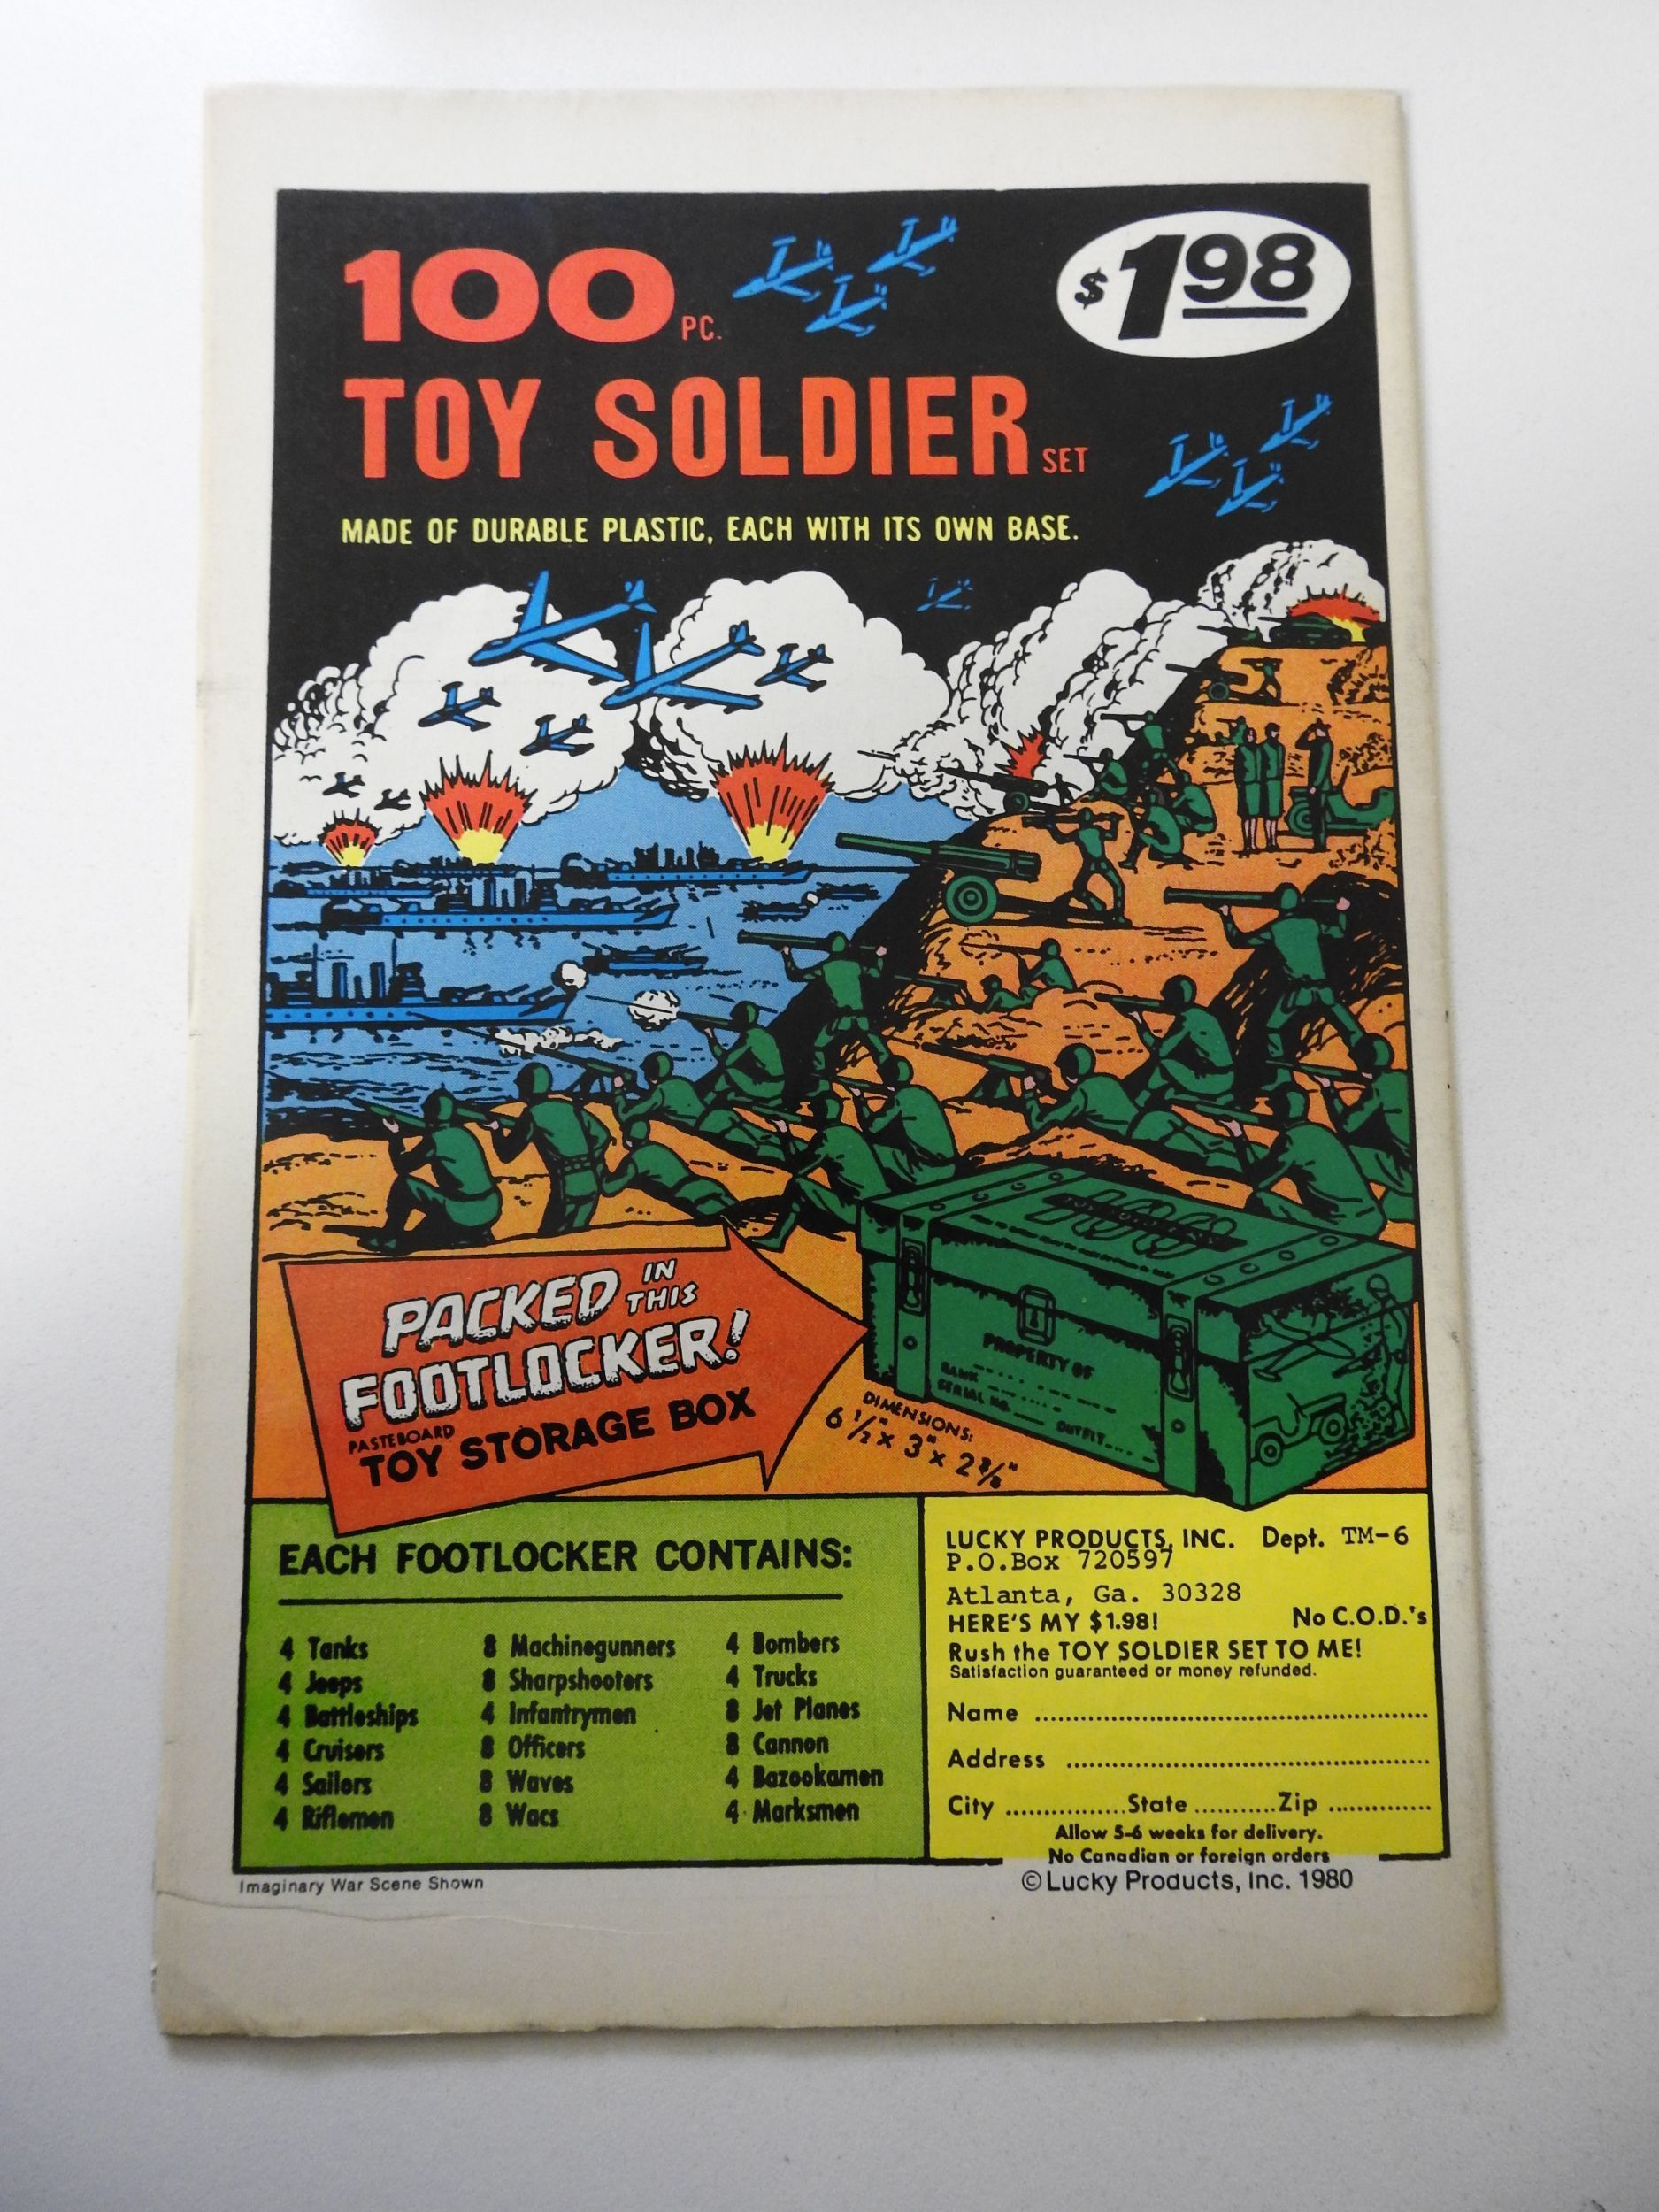 100 PC.
$1.98
TOY SOLDIER SET
MADE OF DURABLE PLASTIC, EACH WITH ITS OWN BASE.
PACKED IN THIS
FOOTLOCKER!
PASTEBOARD
TOY STORAGE BOX
100
PROPERTY OF
RANK
SERIAL NO.
OUTFIT
DIMENSIONS:
6 1/2" x 3" x 2 3/8"
EACH FOOTLOCKER CONTAINS:
4 Tanks
4 Jeeps
4 Battleships
4 Cruisers
4 Sailors
4 Riflemen
8 Machinegunners
8 Sharpshooters
4 Infantrymen
8 Officers
8 Waves
8 Wacs
4 Bombers
4 Trucks
8 Jet Planes
8 Cannon
4 Bazookamen
4 Marksmen
LUCKY PRODUCTS, INC. Dept. TM-6
P.O.Box 720597
Atlanta, Ga. 30328
HERE'S MY $1.98! No C.O.D.'s
Rush the TOY SOLDIER SET TO ME!
Satisfaction guaranteed or money refunded.
Name
Address
City ..............State ...........Zip ..............
Allow 5-6 weeks for delivery.
No Canadian or foreign orders
Imaginary War Scene Shown
© Lucky Products, Inc. 1980